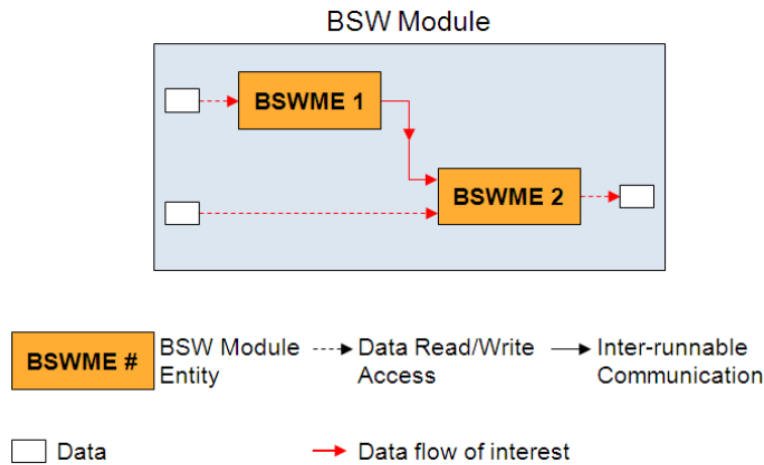 BSW Module
BSWME 1
BSWME 2
BSWME #
BSW Module
Entity
Data Read/Write
Access
Inter-runnable
Communication
Data
Data flow of interest